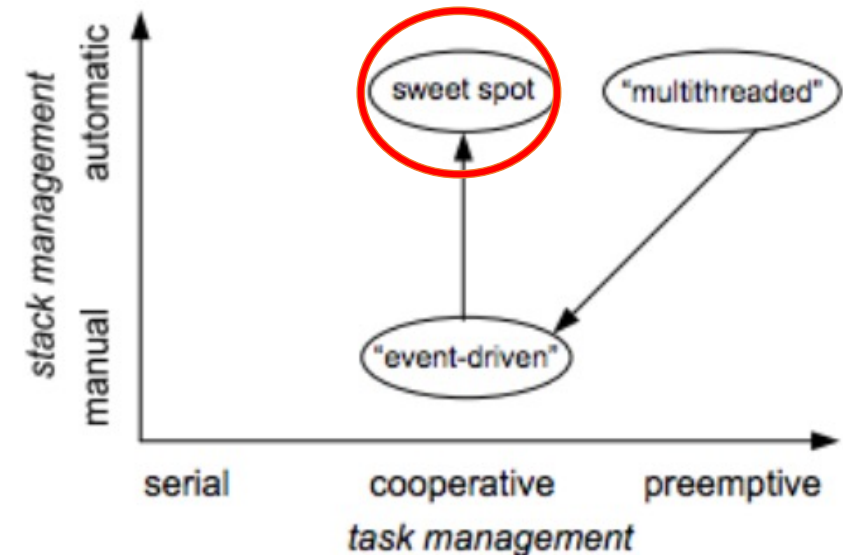 stack management
automatic
manual
sweet spot
"multithreaded"
"event-driven"
serial
cooperative
preemptive
task management